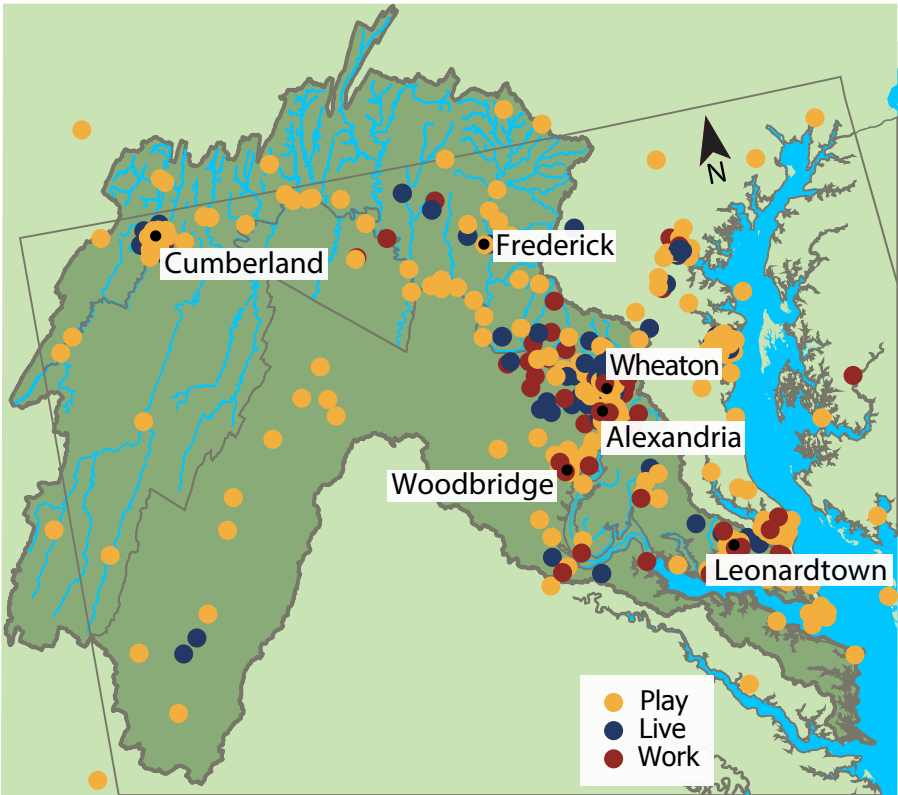 N
Frederick
Cumberland
Wheaton
Alexandria
Woodbridge
Leonardtown
Play
Live
Work